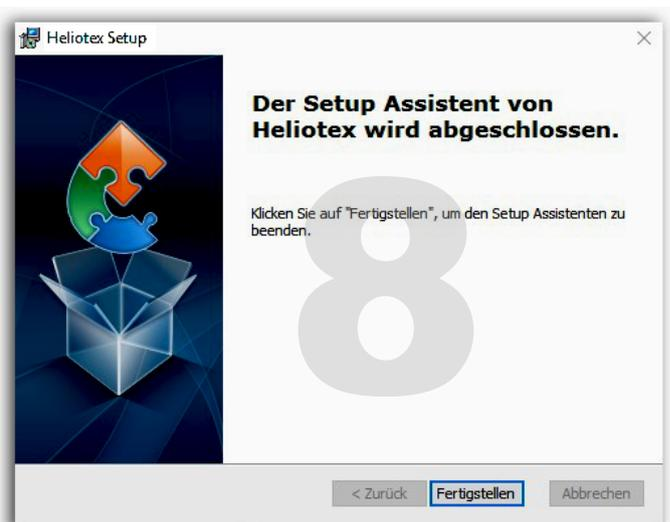 Heliotex Setup
Der Setup Assistent von
Heliotex wird abgeschlossen.
Klicken Sie auf "Fertigstellen", um den Setup Assistenten zu
beenden.
8
< Zurück Fertigstellen Abbrechen